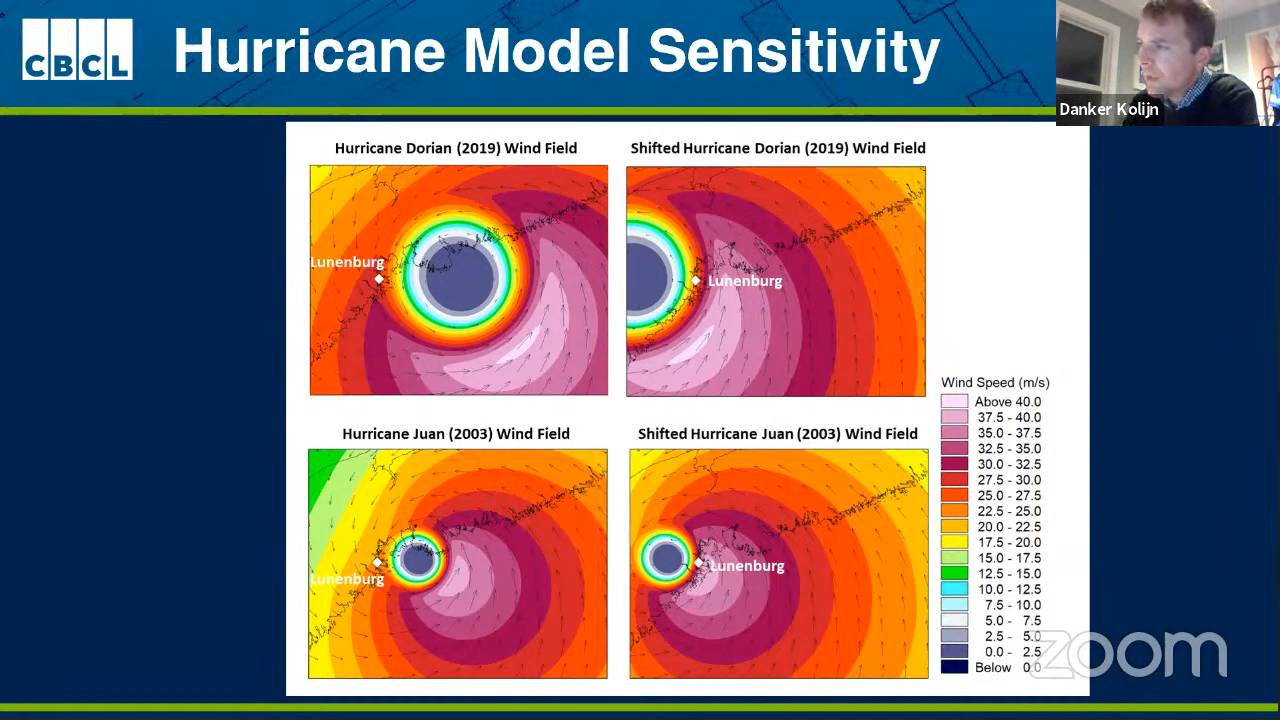 CBCL
Hurricane Model Sensitivity
Danker Kolijn
Hurricane Dorian (2019) Wind Field
Shifted Hurricane Dorian (2019) Wind Field
Lunenburg
Lunenburg
Hurricane Juan (2003) Wind Field
Shifted Hurricane Juan (2003) Wind Field
Lunenburg
Lunenburg
Wind Speed (m/s)
Above 40.0
37.5 - 40.0
35.0 - 37.5
32.5 - 35.0
30.0 - 32.5
27.5 - 30.0
25.0 - 27.5
22.5 - 25.0
20.0 - 22.5
17.5 - 20.0
15.0 - 17.5
12.5 - 15.0
10.0 - 12.5
7.5 - 10.0
5.0 - 7.5
2.5 - 5.0
0.0 - 2.5
Below 0.0
zoom